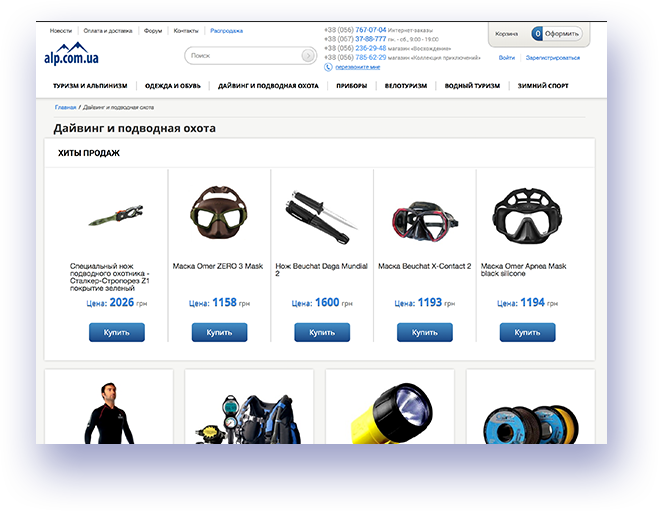 Новости Оплата и доставка Форум Контакты Распродажа
+38 (056) 767-07-04 Интернет-заказы
+38 (067) 37-88-777 пн. - сб., 9:00 - 19:00
+38 (056) 236-29-48 магазин «Восхождение»
+38 (056) 785-62-29 магазин «Коллекция приключений»
перезвоните мне
Корзина 0 Оформить
alp.com.ua
Поиск
Войти Зарегистрироваться
ТУРИЗМ И АЛЬПИНИЗМ ОДЕЖДА И ОБУВЬ ДАЙВИНГ И ПОДВОДНАЯ ОХОТА ПРИБОРЫ ВЕЛОТУРИЗМ ВОДНЫЙ ТУРИЗМ ЗИМНИЙ СПОРТ
Главная / Дайвинг и подводная охота
Дайвинг и подводная охота
ХИТЫ ПРОДАЖ
Специальный нож
подводного охотника -
Сталкер-Стропорез Z1
покрытие зеленый
Цена: 2026 грн
Купить
Маска Omer ZERO 3 Mask
Цена: 1158 грн
Купить
Нож Beuchat Daga Mundial
2
Цена: 1600 грн
Купить
Маска Beuchat X-Contact 2
Цена: 1193 грн
Купить
Маска Omer Apnea Mask
black silicone
Цена: 1194 грн
Купить